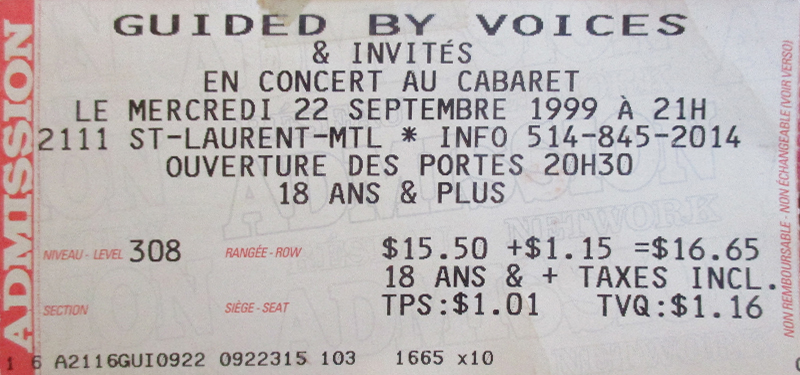 GUIDED BY VOICES
& INVITÉS
EN CONCERT AU CABARET
LE MERCREDI 22 SEPTEMBRE 1999 À 21H
2111 ST-LAURENT-MTL * INFO 514-845-2014
OUVERTURE DES PORTES 20H30
18 ANS & PLUS
NIVEAU - LEVEL 308 RANGÉE - ROW $15.50 +$1.15 =$16.65
18 ANS & + TAXES INCL.
SECTION SIÈGE - SEAT TPS:$1.01 TVQ:$1.16
1 6 A2116GUI0922 0922315 103 1665 x10
ADMISSION
NON REMBOURSABLE - NON ÉCHANGEABLE (VOIR VERSO)
ADMISSION
NETWORK